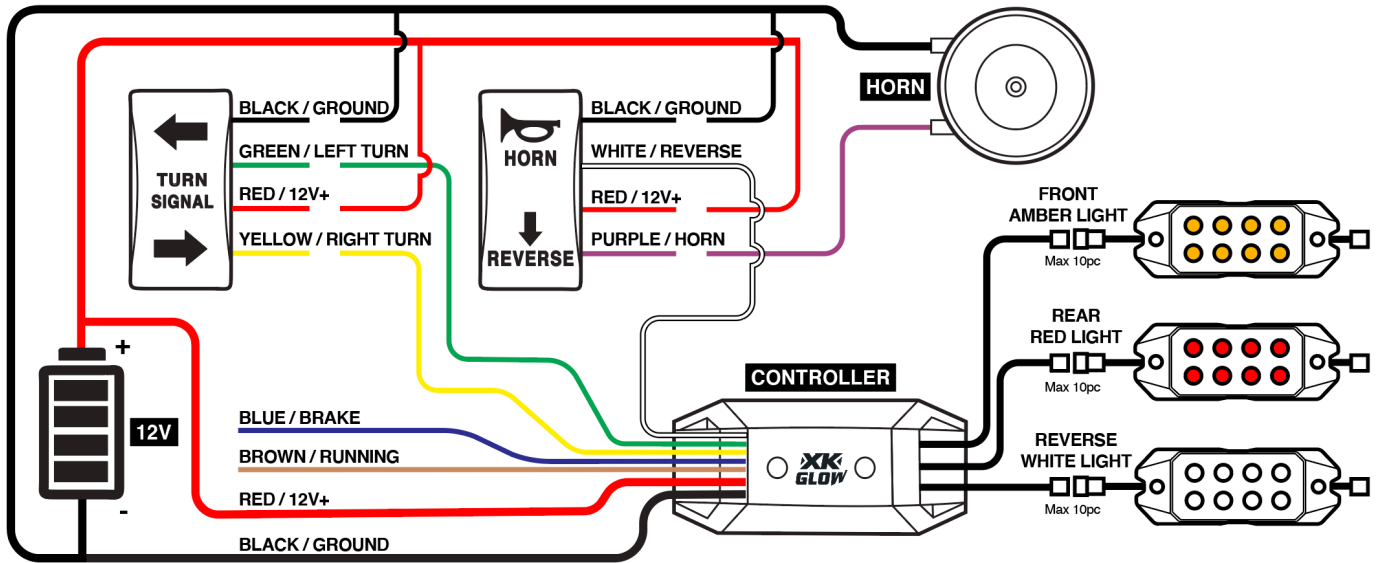 BLACK / GROUND
GREEN / LEFT TURN
TURN
SIGNAL
RED / 12V+
YELLOW / RIGHT TURN
BLACK / GROUND
HORN
WHITE / REVERSE
RED / 12V+
PURPLE / HORN
REVERSE
HORN
FRONT
AMBER LIGHT
Max 10pc
REAR
RED LIGHT
Max 10pc
REVERSE
WHITE LIGHT
Max 10pc
+
12V
-
CONTROLLER
BLUE / BRAKE
BROWN / RUNNING
RED / 12V+
BLACK / GROUND
XK
GLOW